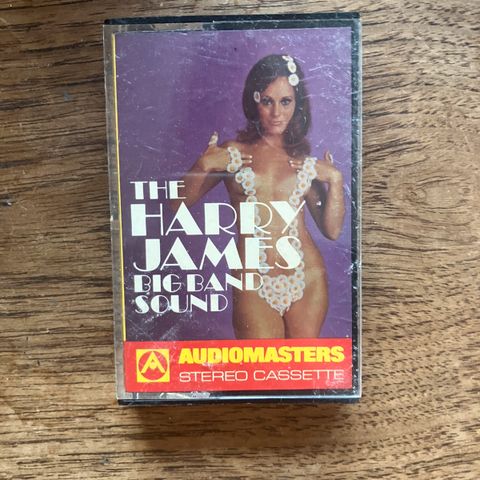 THE
HARRY
JAMES
BIG BAND
SOUND
AUDIOMASTERS
STEREO CASSETTE